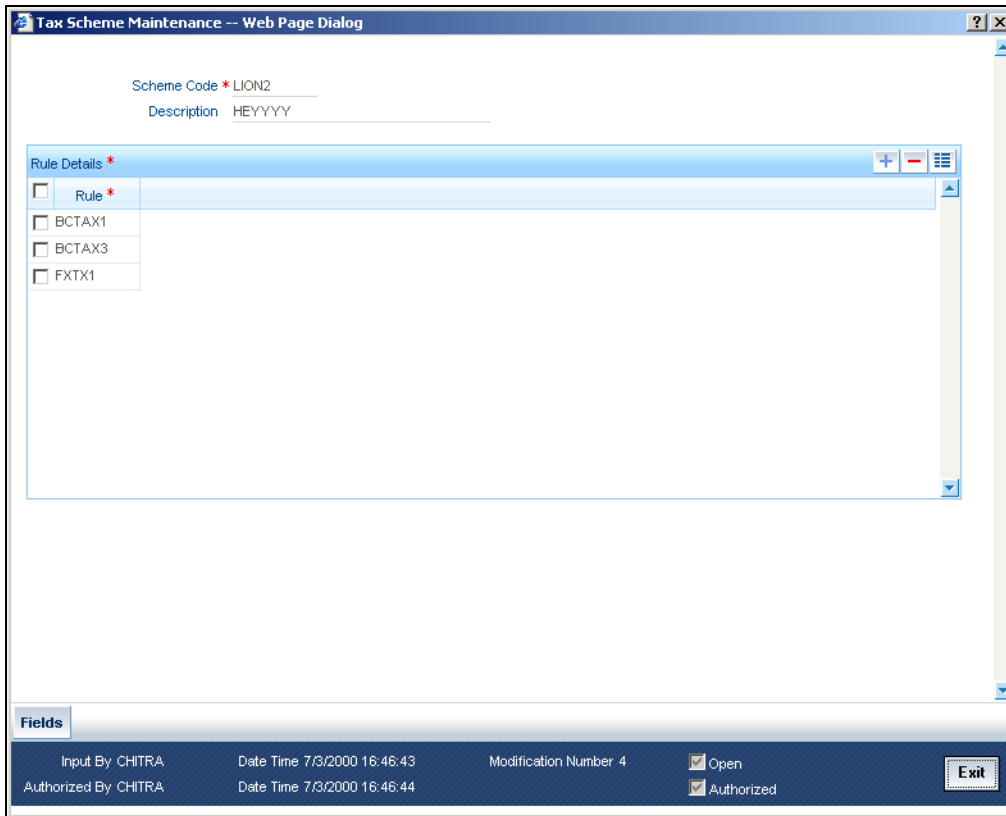 Tax Scheme Maintenance -- Web Page Dialog
Scheme Code * LION2
Description HEYYYY
Rule Details *
Rule *
BCTAX1
BCTAX3
FXTX1
Fields
Input By CHITRA Date Time 7/3/2000 16:46:43 Modification Number 4 Open
Authorized By CHITRA Date Time 7/3/2000 16:46:44 Authorized
Exit